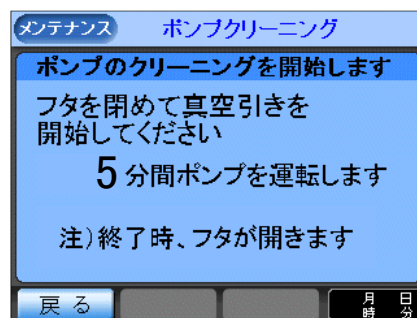 メンテナンス ポンプクリーニング
ポンプのクリーニングを開始します
フタを閉めて真空引きを
開始してください
5 分間ポンプを運転します
注)終了時、フタが開きます
戻る 月 日
時 分